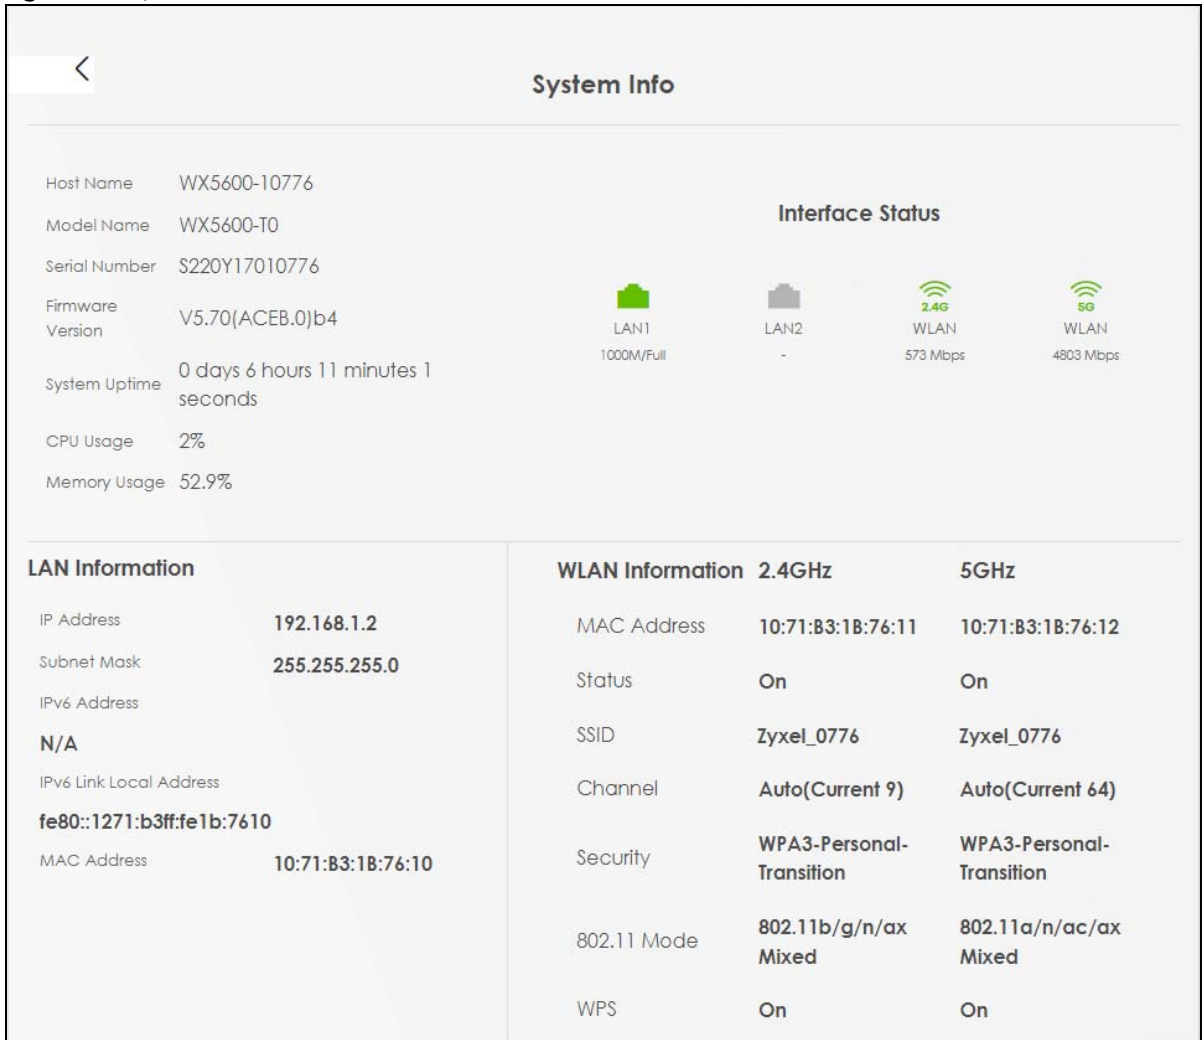 System Info
Host Name WX5600-10776
Model Name WX5600-T0
Serial Number S220Y17010776
Firmware
Version V5.70(ACEB.0)b4
System Uptime 0 days 6 hours 11 minutes 1
seconds
CPU Usage 2%
Memory Usage 52.9%
Interface Status
2.4G 5G
LAN1 LAN2 WLAN WLAN
1000M/Full - 573 Mbps 4803 Mbps
LAN Information
IP Address 192.168.1.2
Subnet Mask 255.255.255.0
IPv6 Address
N/A
IPv6 Link Local Address
fe80::1271:b3ff:fe1b:7610
MAC Address 10:71:B3:1B:76:10
WLAN Information 2.4GHz 5GHz
MAC Address 10:71:B3:1B:76:11 10:71:B3:1B:76:12
Status On On
SSID Zyxel_0776 Zyxel_0776
Channel Auto(Current 9) Auto(Current 64)
Security WPA3-Personal- WPA3-Personal-
Transition Transition
802.11 Mode 802.11b/g/n/ax 802.11a/n/ac/ax
Mixed Mixed
WPS On On